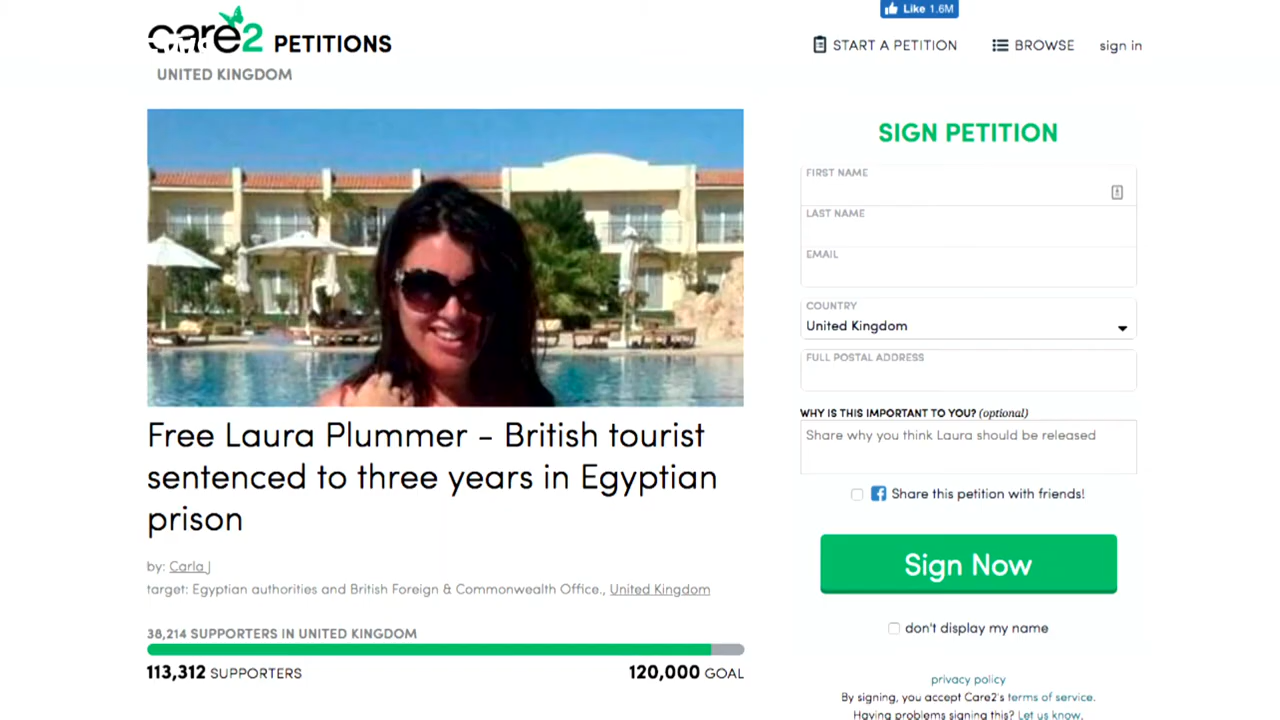 Like 1.6M
care2 PETITIONS
UNITED KINGDOM
START A PETITION
BROWSE
sign in
Free Laura Plummer - British tourist
sentenced to three years in Egyptian
prison
by: Carla J
target: Egyptian authorities and British Foreign & Commonwealth Office., United Kingdom
38,214 SUPPORTERS IN UNITED KINGDOM
113,312 SUPPORTERS
120,000 GOAL
SIGN PETITION
FIRST NAME
LAST NAME
EMAIL
COUNTRY
United Kingdom
FULL POSTAL ADDRESS
WHY IS THIS IMPORTANT TO YOU? (optional)
Share why you think Laura should be released
Share this petition with friends!
Sign Now
don't display my name
privacy policy
By signing, you accept Care2's terms of service.
Having problems signing this? Let us know.